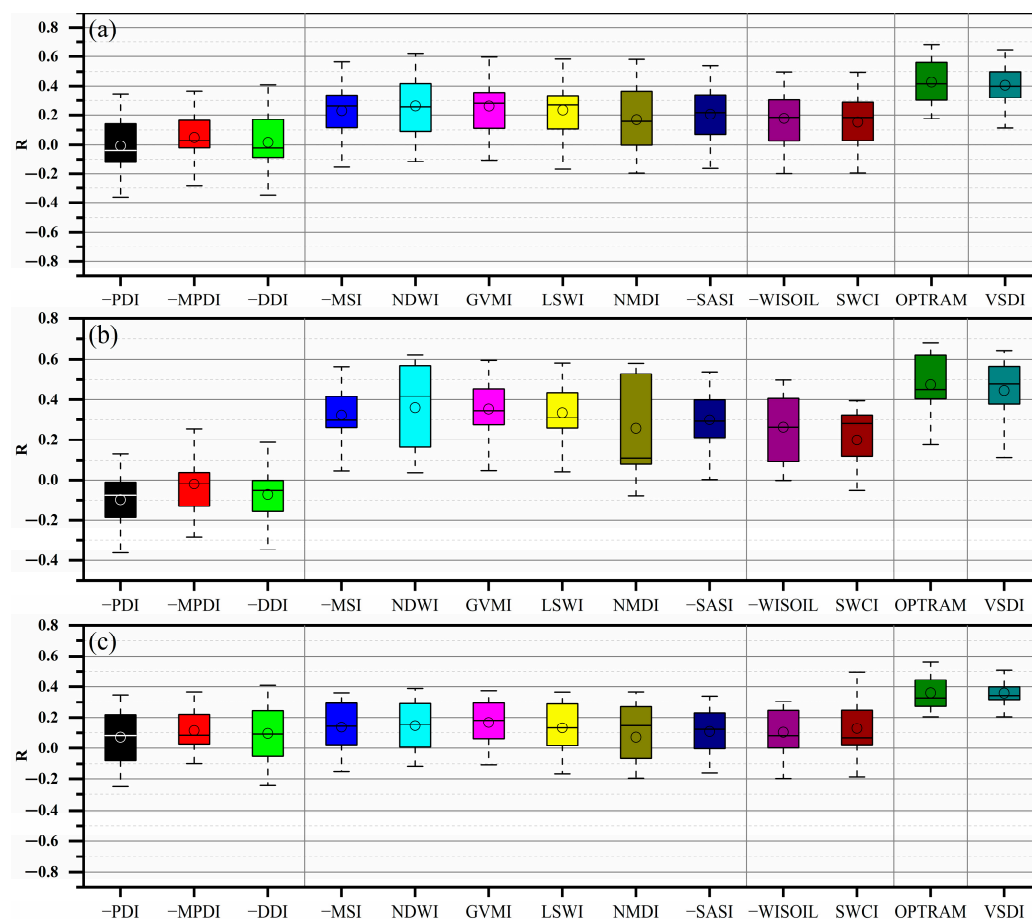 (a)
0.8
0.6
0.4
0.2
0.0
−0.2
−0.4
−0.6
−0.8
R
−PDI −MPDI −DDI −MSI NDWI GVMI LSWI NMDI −SASI −WISOIL SWCI OPTRAM VSDI
(b)
0.8
0.6
0.4
0.2
0.0
−0.2
−0.4
R
−PDI −MPDI −DDI −MSI NDWI GVMI LSWI NMDI −SASI −WISOIL SWCI OPTRAM VSDI
(c)
0.8
0.6
0.4
0.2
0.0
−0.2
−0.4
−0.6
−0.8
R
−PDI −MPDI −DDI −MSI NDWI GVMI LSWI NMDI −SASI −WISOIL SWCI OPTRAM VSDI